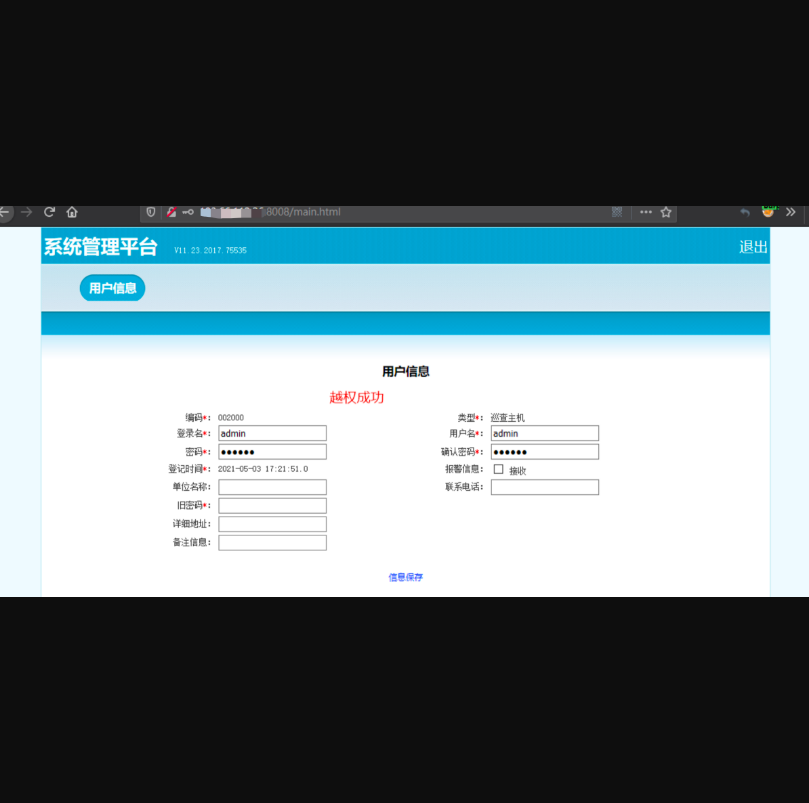 8008/main.html
系统管理平台 V11.23.2017.75535 退出
用户信息
用户信息
越权成功
编码*: 002000 类型*: 巡查主机
登录名*: admin 用户名*: admin
密码*: ●●●●●● 确认密码*: ●●●●●●
登记时间*: 2021-05-03 17:21:51.0 报警信息: 接收
单位名称: 联系电话:
旧密码*:
详细地址:
备注信息:
信息保存